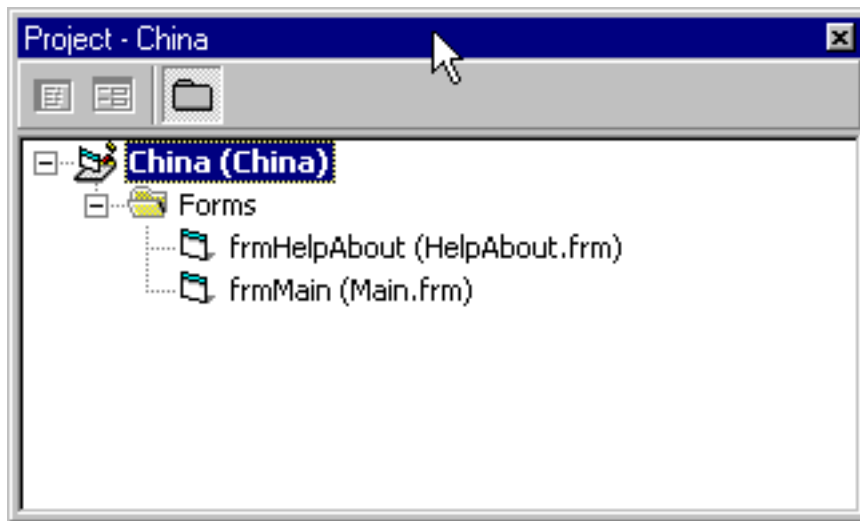 Project - China
China (China)
Forms
frmHelpAbout (HelpAbout.frm)
frmMain (Main.frm)